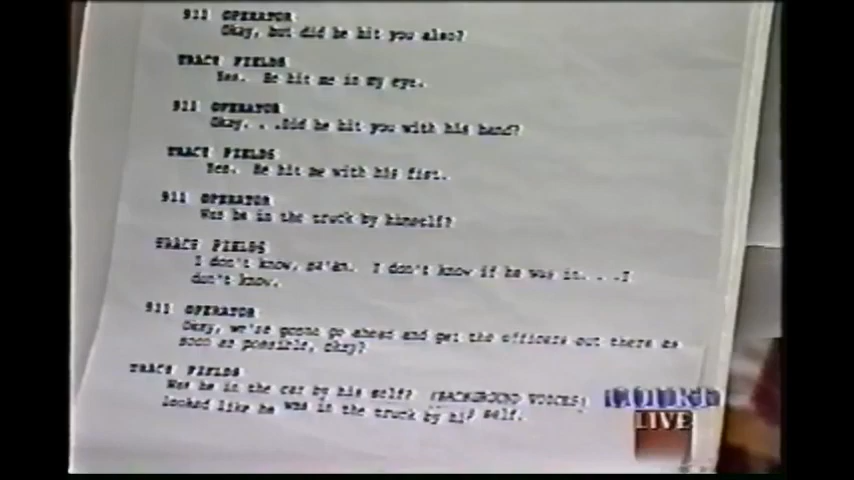 911 OPERATOR
Okay, but did he hit you also?
TRACY FIELDS
Yes. He hit me in my eye.
911 OPERATOR
Okay. . .Did he hit you with his hand?
TRACY FIELDS
Yes. He hit me with his fist.
911 OPERATOR
Was he in the truck by himself?
TRACY FIELDS
I don't know, ma'am. I don't know if he was in. . .I
don't know.
911 OPERATOR
Okay, we're gonna go ahead and get the officers out there as
soon as possible, okay?
TRACY FIELDS
Was he in the car by his self? (BACKGROUND VOICES)
looked like he was in the truck by his self.
LIVE